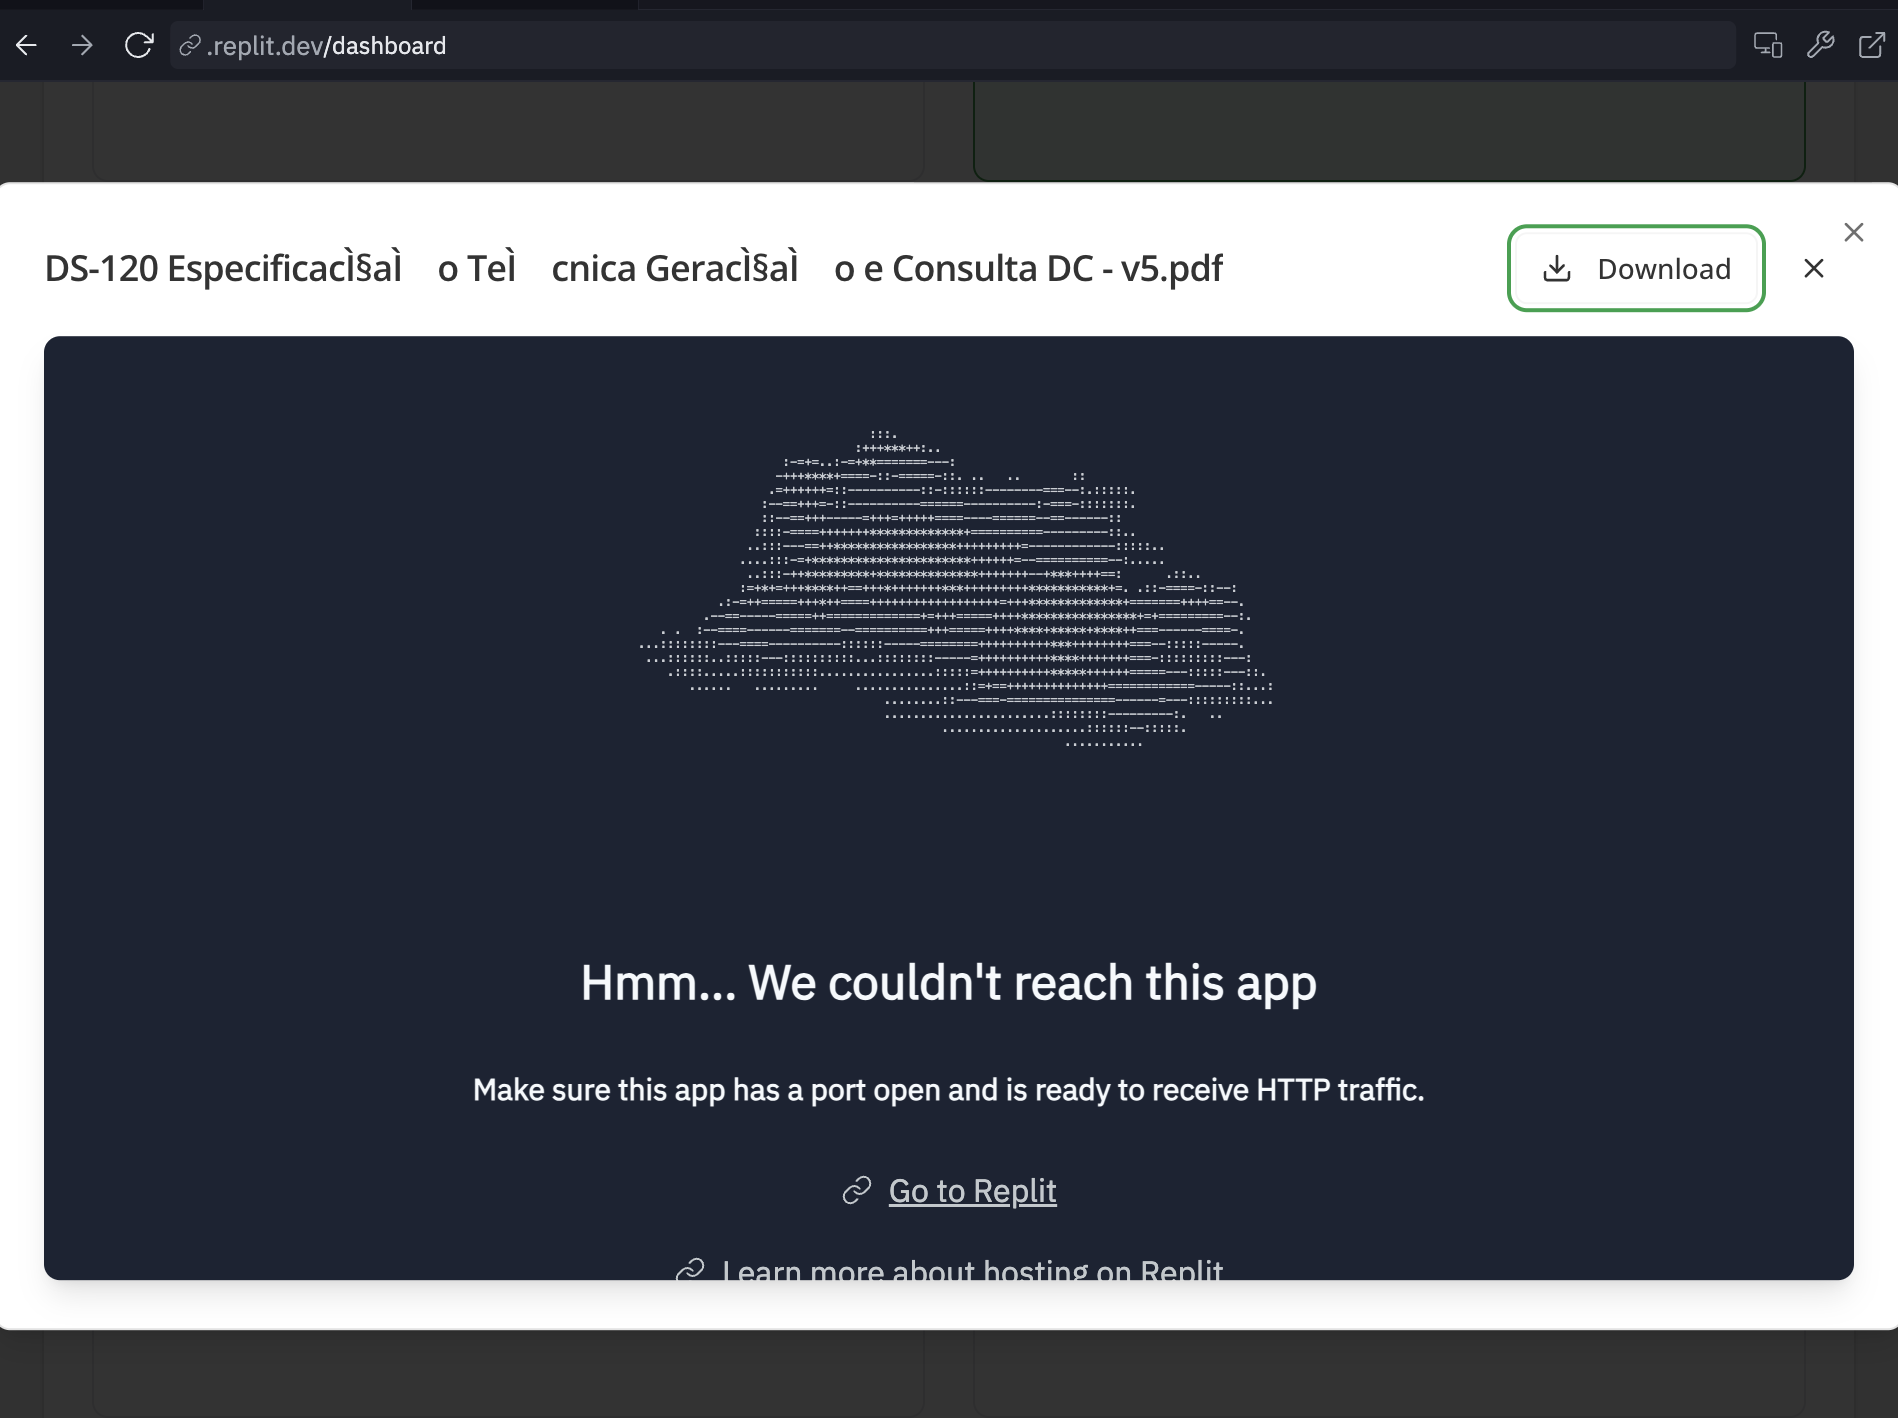 .replit.dev/dashboard
DS-120 EspecificacÌ§aÌ o TeÌ cnica GeracÌ§aÌ o e Consulta DC - v5.pdf
Download
Hmm... We couldn't reach this app
Make sure this app has a port open and is ready to receive HTTP traffic.
Go to Replit
Learn more about hosting on Replit